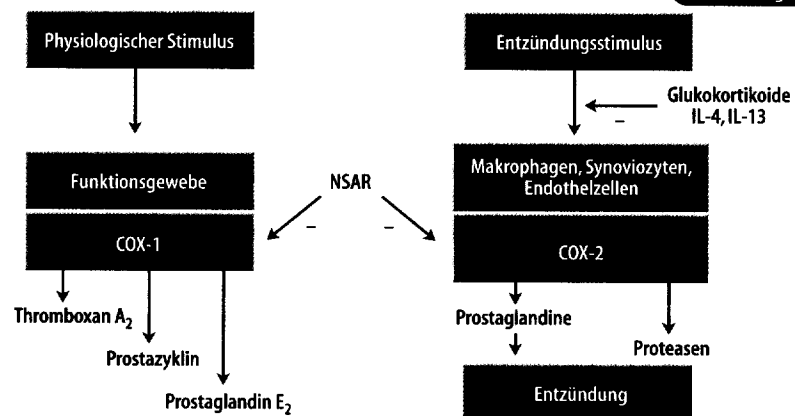 Physiologischer Stimulus
Funktionsgewebe
COX-1
Thromboxan A₂
Prostazyklin
Prostaglandin E₂
NSAR
–
–
Entzündungsstimulus
Glukokortikoide
IL-4, IL-13
–
Makrophagen, Synoviozyten,
Endothelzellen
COX-2
Prostaglandine
Proteasen
Entzündung